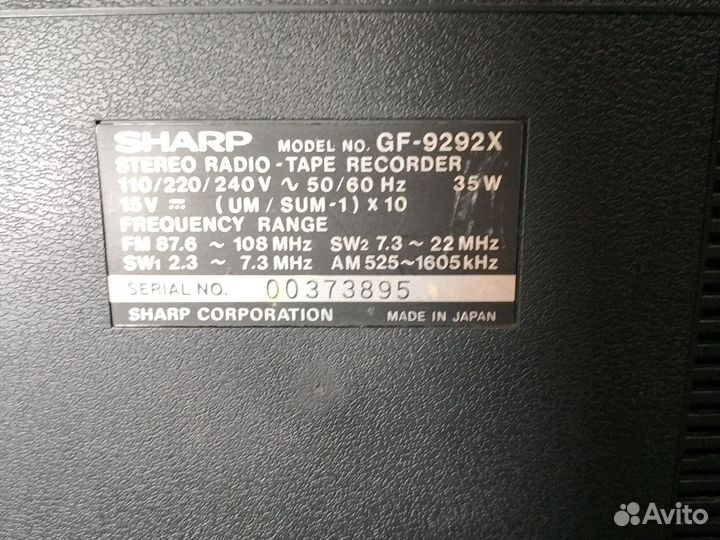 SHARP MODEL NO. GF-9292X
STEREO RADIO-TAPE RECORDER
110/220/240V ∿ 50/60 Hz 35W
15V ⎓ (UM/SUM-1) x 10
FREQUENCY RANGE
FM 87.6 ~ 108 MHz SW2 7.3 ~ 22 MHz
SW1 2.3 ~ 7.3 MHz AM 525~1605 kHz
SERIAL NO. 00373895
SHARP CORPORATION MADE IN JAPAN
Avito